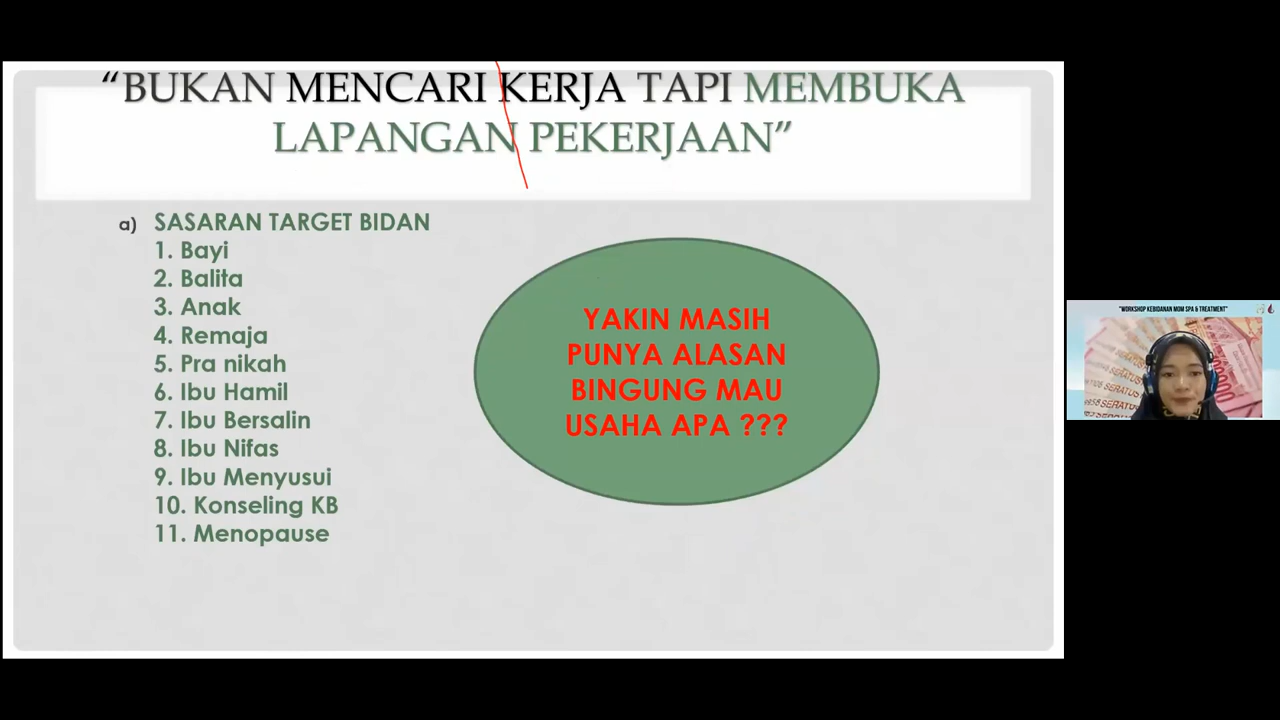 “BUKAN MENCARI KERJA TAPI MEMBUKA
LAPANGAN PEKERJAAN”
a) SASARAN TARGET BIDAN
1. Bayi
2. Balita
3. Anak
4. Remaja
5. Pra nikah
6. Ibu Hamil
7. Ibu Bersalin
8. Ibu Nifas
9. Ibu Menyusui
10. Konseling KB
11. Menopause
YAKIN MASIH
PUNYA ALASAN
BINGUNG MAU
USAHA APA ???
"WORKSHOP KEBIDANAN MOM SPA & TREATMENT"